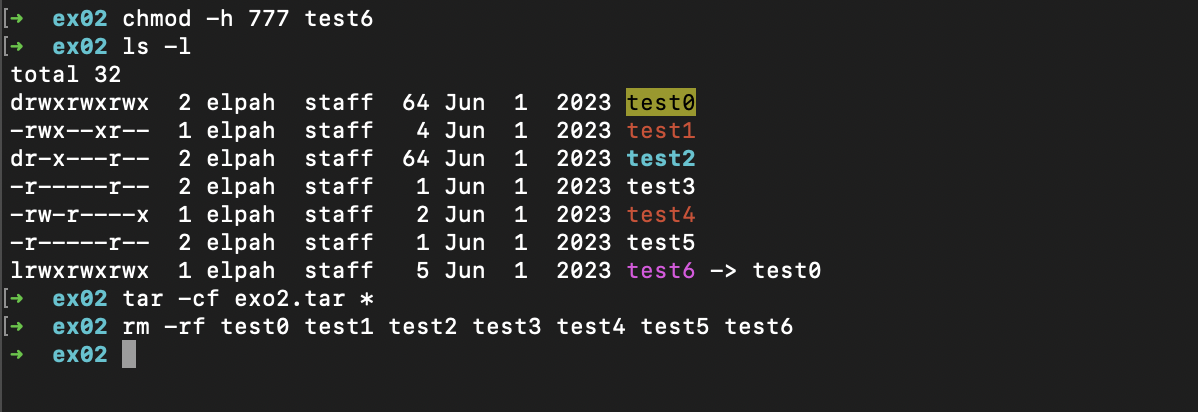 [➜  ex02 chmod -h 777 test6
[➜  ex02 ls -l
total 32
drwxrwxrwx  2 elpah  staff  64 Jun  1  2023 test0
-rwx--xr--  1 elpah  staff   4 Jun  1  2023 test1
dr-x---r--  2 elpah  staff  64 Jun  1  2023 test2
-r-----r--  2 elpah  staff   1 Jun  1  2023 test3
-rw-r----x  1 elpah  staff   2 Jun  1  2023 test4
-r-----r--  2 elpah  staff   1 Jun  1  2023 test5
lrwxrwxrwx  1 elpah  staff   5 Jun  1  2023 test6 -> test0
[➜  ex02 tar -cf exo2.tar *
[➜  ex02 rm -rf test0 test1 test2 test3 test4 test5 test6
➜  ex02